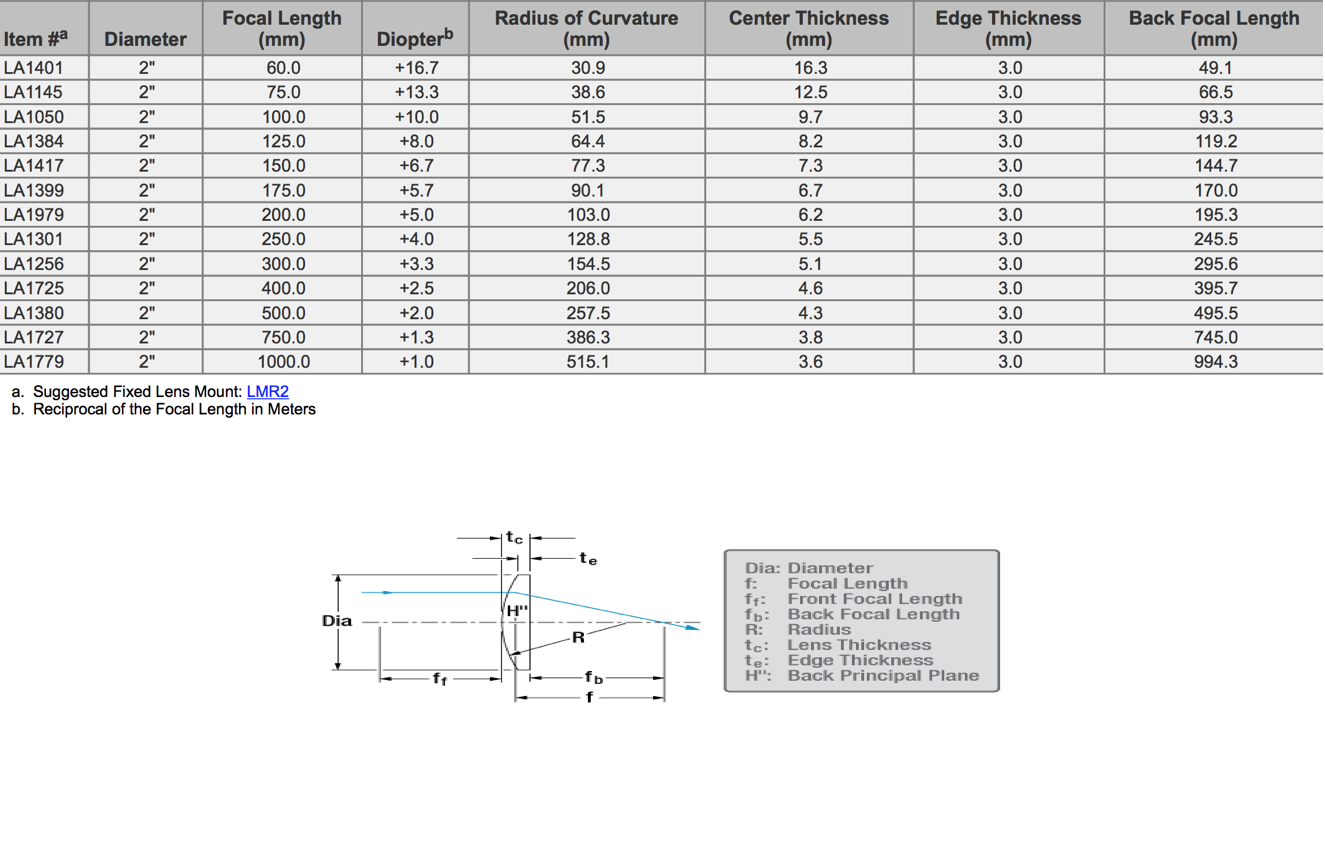 Item #a Diameter Focal Length (mm) Diopterb Radius of Curvature (mm) Center Thickness (mm) Edge Thickness (mm) Back Focal Length (mm)
LA1401 2" 60.0 +16.7 30.9 16.3 3.0 49.1
LA1145 2" 75.0 +13.3 38.6 12.5 3.0 66.5
LA1050 2" 100.0 +10.0 51.5 9.7 3.0 93.3
LA1384 2" 125.0 +8.0 64.4 8.2 3.0 119.2
LA1417 2" 150.0 +6.7 77.3 7.3 3.0 144.7
LA1399 2" 175.0 +5.7 90.1 6.7 3.0 170.0
LA1979 2" 200.0 +5.0 103.0 6.2 3.0 195.3
LA1301 2" 250.0 +4.0 128.8 5.5 3.0 245.5
LA1256 2" 300.0 +3.3 154.5 5.1 3.0 295.6
LA1725 2" 400.0 +2.5 206.0 4.6 3.0 395.7
LA1380 2" 500.0 +2.0 257.5 4.3 3.0 495.5
LA1727 2" 750.0 +1.3 386.3 3.8 3.0 745.0
LA1779 2" 1000.0 +1.0 515.1 3.6 3.0 994.3
a. Suggested Fixed Lens Mount: LMR2
b. Reciprocal of the Focal Length in Meters
tc
te
H"
Dia
R
ff
fb
f
Dia: Diameter
f: Focal Length
ff: Front Focal Length
fb: Back Focal Length
R: Radius
tc: Lens Thickness
te: Edge Thickness
H": Back Principal Plane